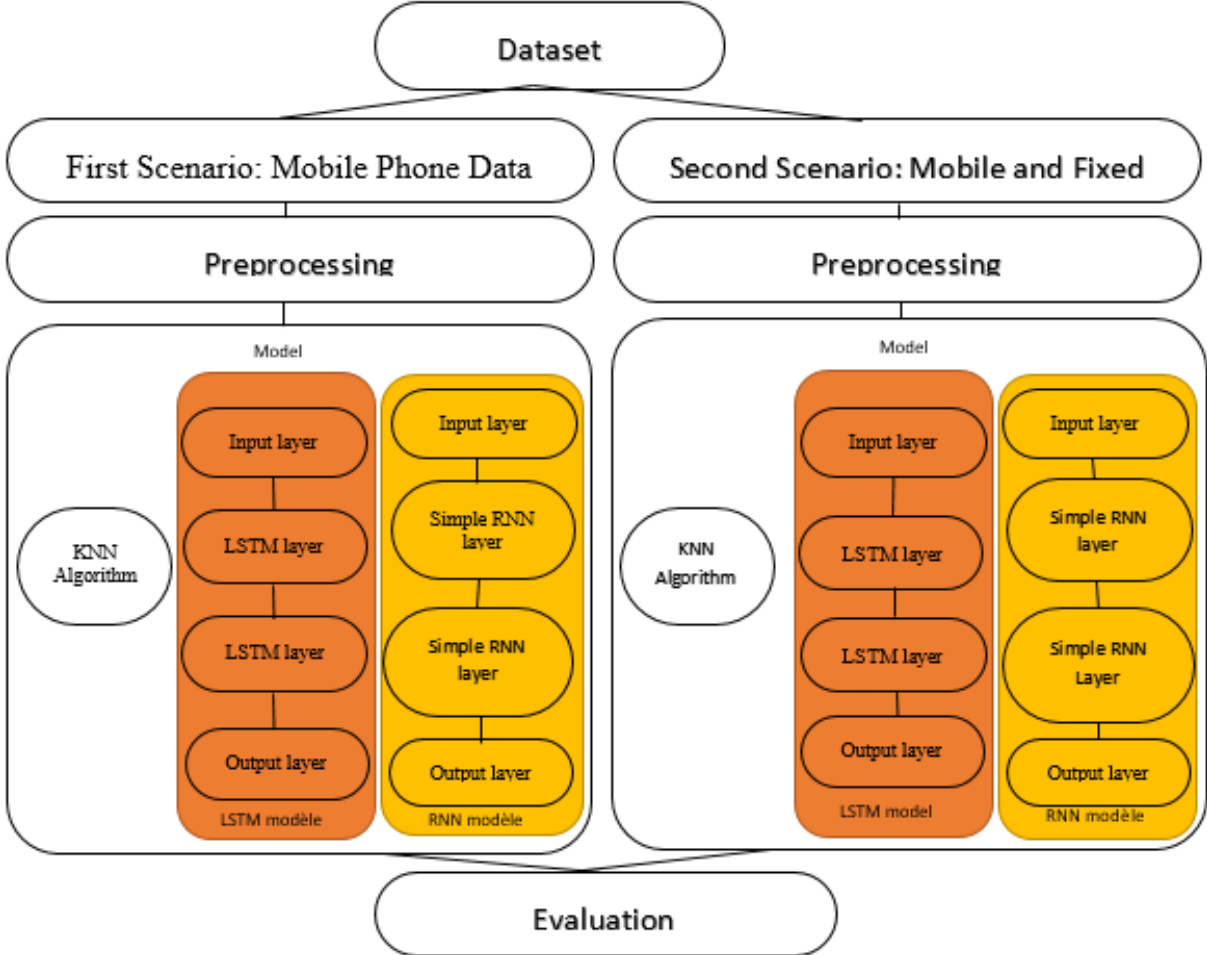 Dataset
First Scenario: Mobile Phone Data
Second Scenario: Mobile and Fixed
Preprocessing
Preprocessing
Model
Input layer
LSTM layer
LSTM layer
Output layer
LSTM modèle
Input layer
Simple RNN
layer
Simple RNN
layer
Output layer
RNN modèle
KNN
Algorithm
Model
Input layer
LSTM layer
LSTM layer
Output layer
LSTM model
Input layer
Simple RNN
layer
Simple RNN
Layer
Output layer
RNN modèle
KNN
Algorithm
Evaluation